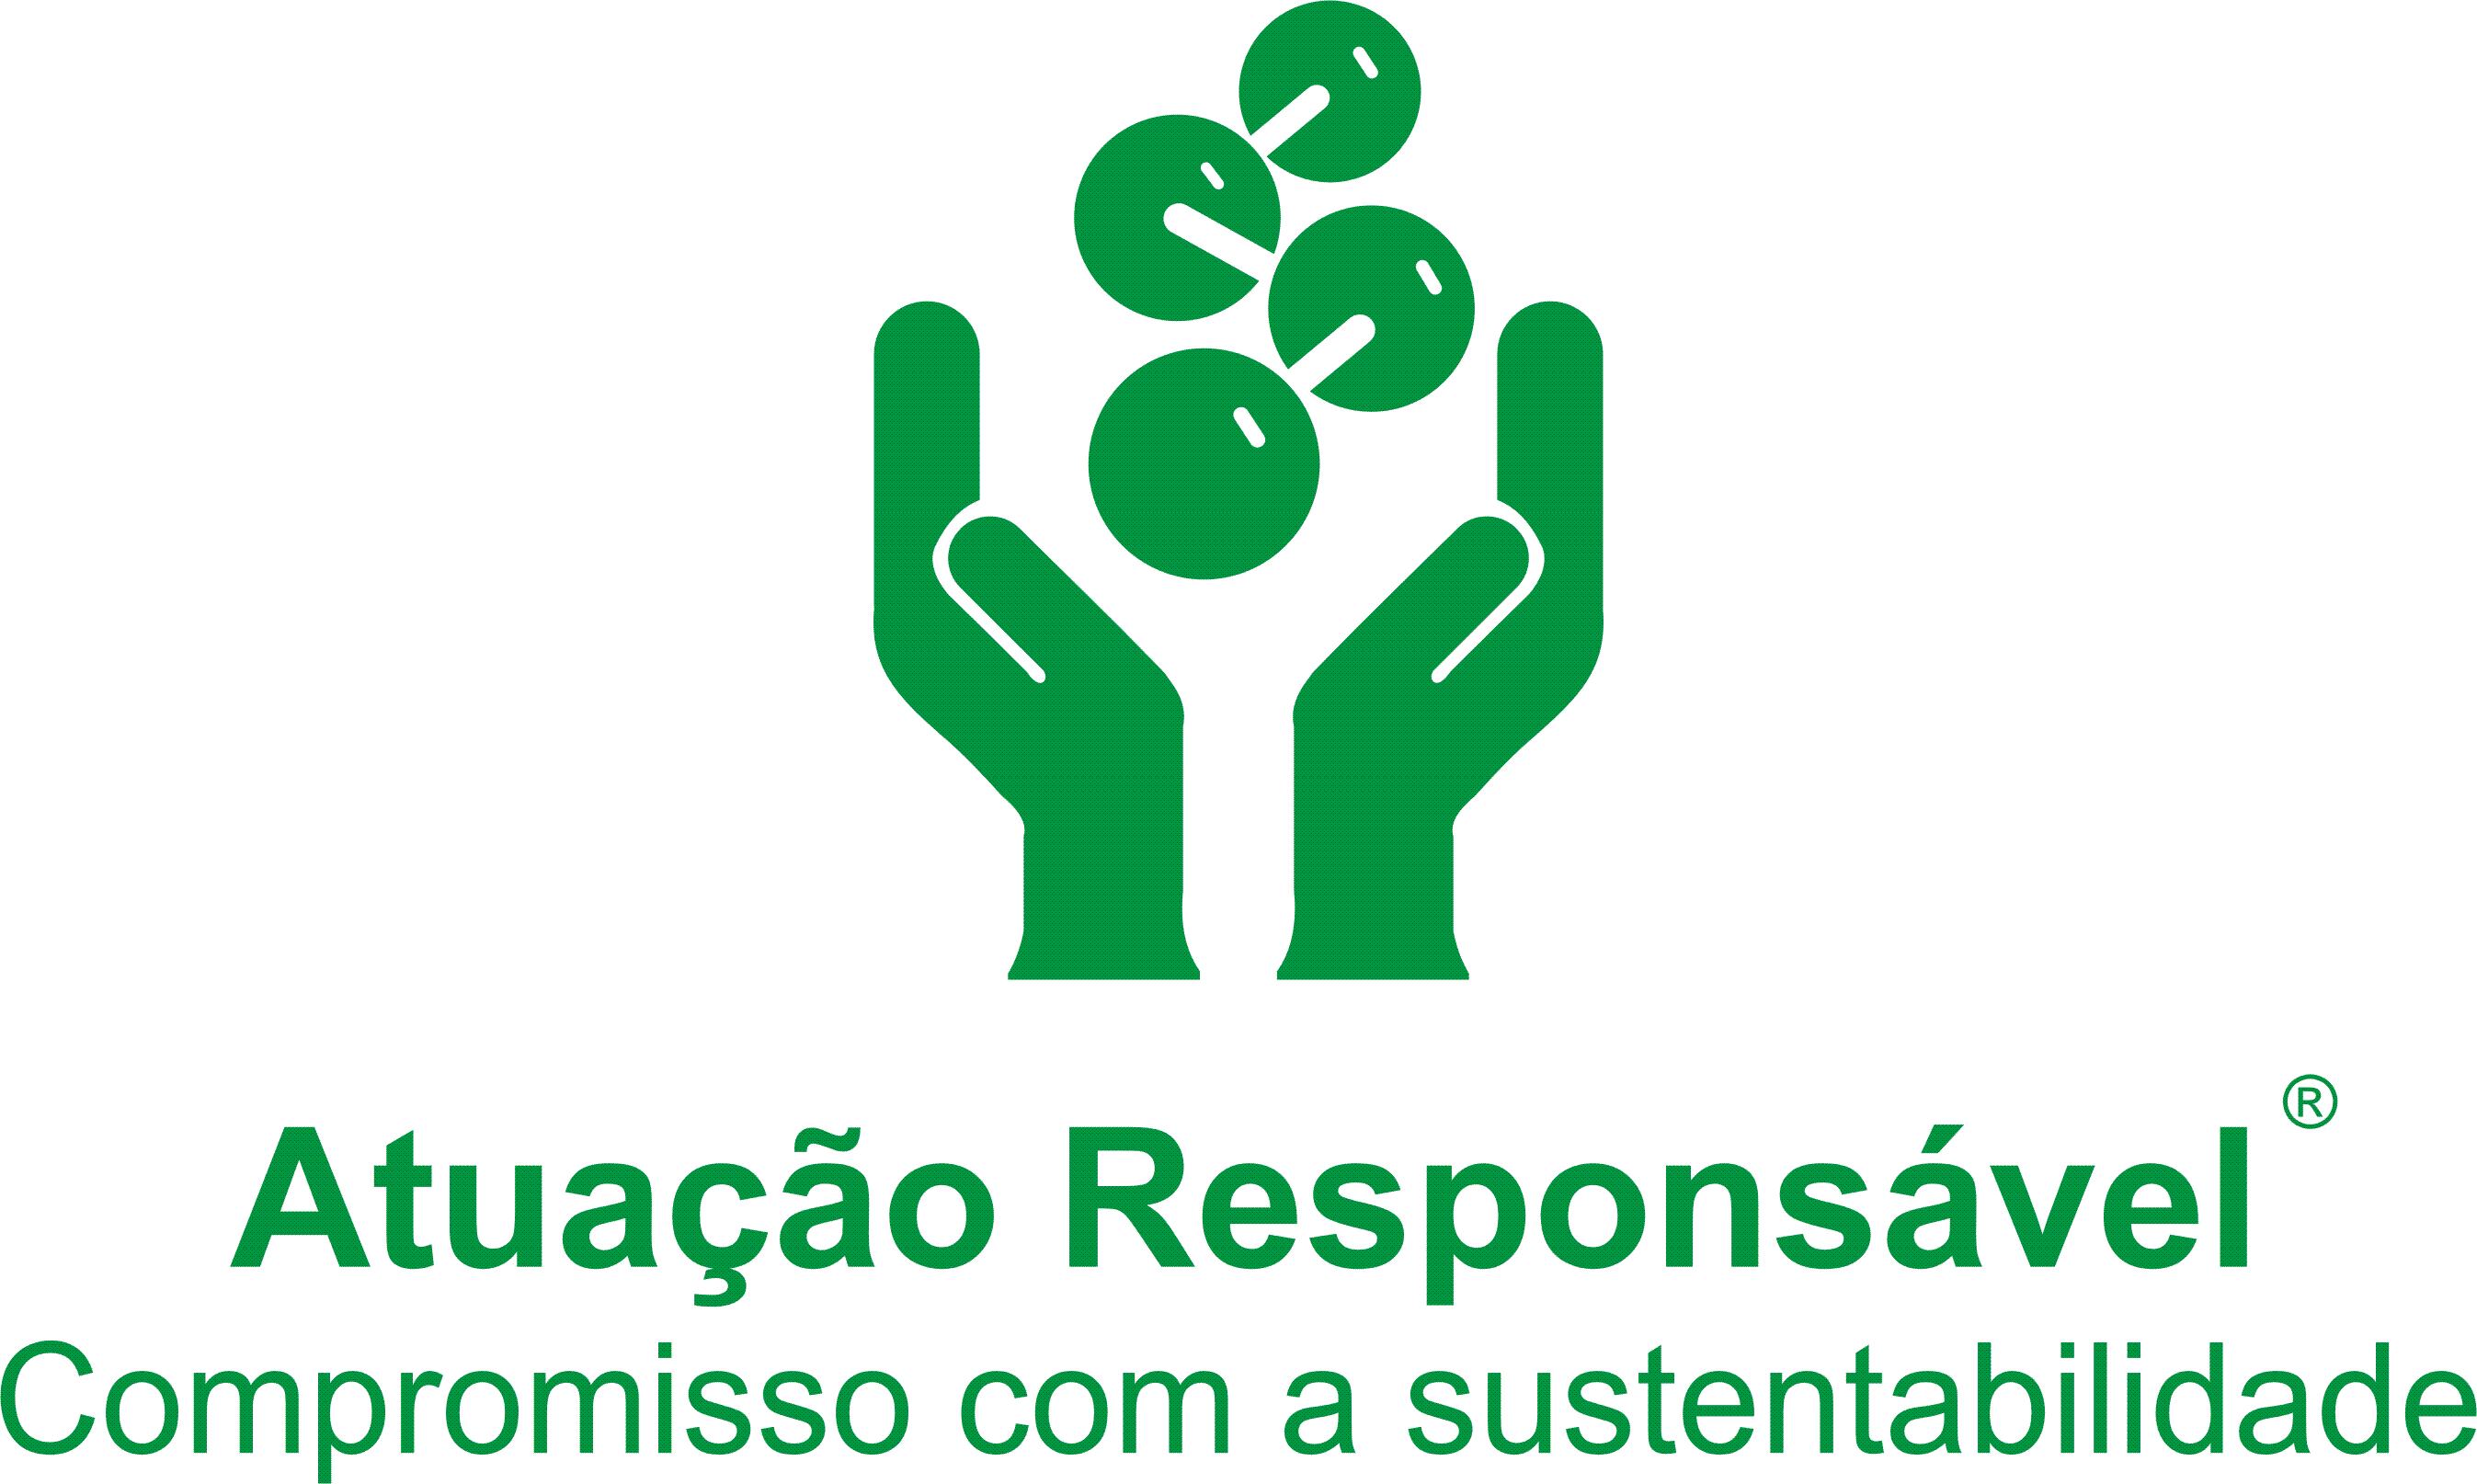 Atuação Responsável®
Compromisso com a sustentabilidade